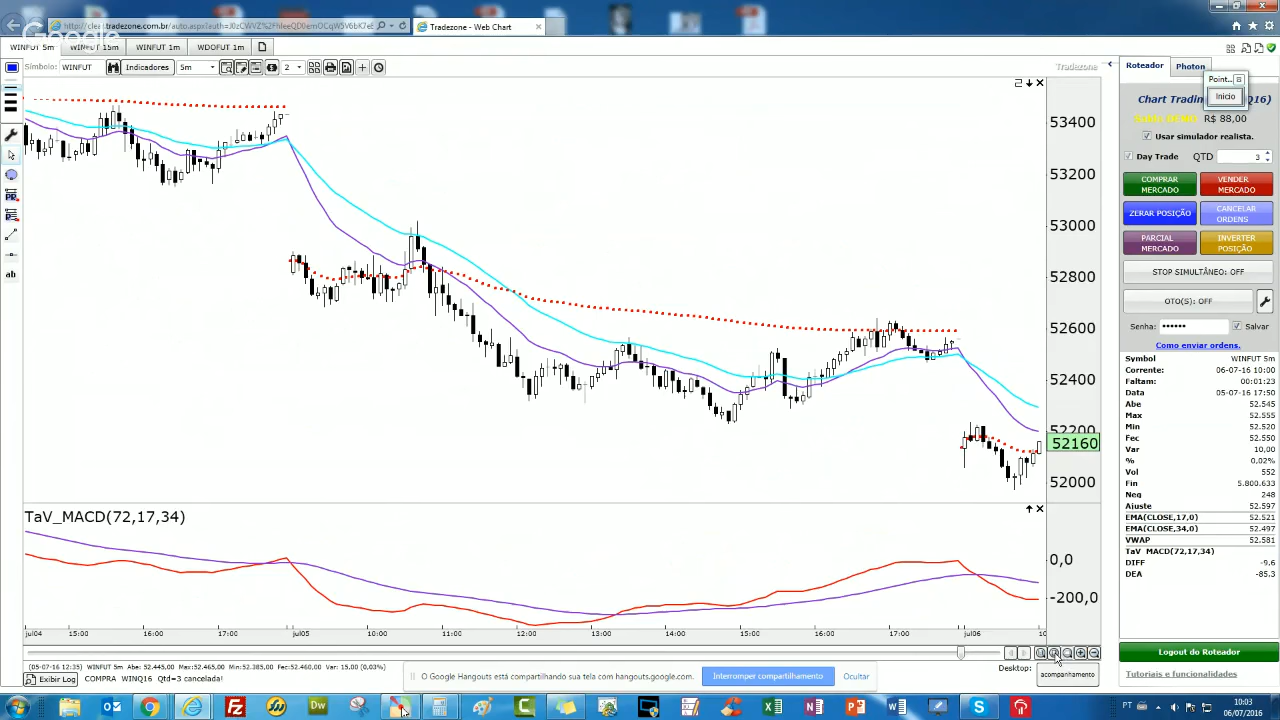 Tradezone - Web Chart
WINFUT 5m
WINFUT 15m
WINFUT 1m
WDOFUT 1m
Símbolo:
WINFUT
Indicadores
5m
2
Tradezone
53400
53200
53000
52800
52600
52400
52200
52160
52000
TaV_MACD(72,17,34)
0,0
-200,0
jul04
15:00
16:00
17:00
jul05
10:00
11:00
12:00
13:00
14:00
15:00
16:00
17:00
jul06
10
(05-07-16 12:35) WINFUT 5m Abe: 52.445,00 Max:52.465,00 Min:52.385,00 Fec:52.460,00 Var: 15,00 (0,03%)
Exibir Log
COMPRA WINQ16 Qtd=3 cancelada!
O Google Hangouts está compartilhando sua tela com hangouts.google.com.
Interromper compartilhamento
Ocultar
Desktop:
acompanhamento
Roteador
Photon
Point..
Inicio
R$ 88,00
Usar simulador realista.
Day Trade
QTD
3
COMPRAR MERCADO
VENDER MERCADO
ZERAR POSIÇÃO
CANCELAR ORDENS
PARCIAL MERCADO
INVERTER POSIÇÃO
STOP SIMULTÂNEO: OFF
OTO(S): OFF
Senha:
Salvar
Como enviar ordens.
Symbol WINFUT 5m
Corrente: 06-07-16 10:00
Faltam: 00:01:23
Data 05-07-16 17:50
Abe 52.545
Max 52.555
Min 52.520
Fec 52.550
Var 10,00
% 0,02%
Vol 552
Fin 5.800.633
Neg 248
Ajuste 52.597
EMA(CLOSE,17,0) 52.521
EMA(CLOSE,34,0) 52.497
VWAP 52.581
TaV_MACD(72,17,34)
DIFF -9.6
DEA -85.3
Logout do Roteador
Tutoriais e funcionalidades
PT
10:03
06/07/2016